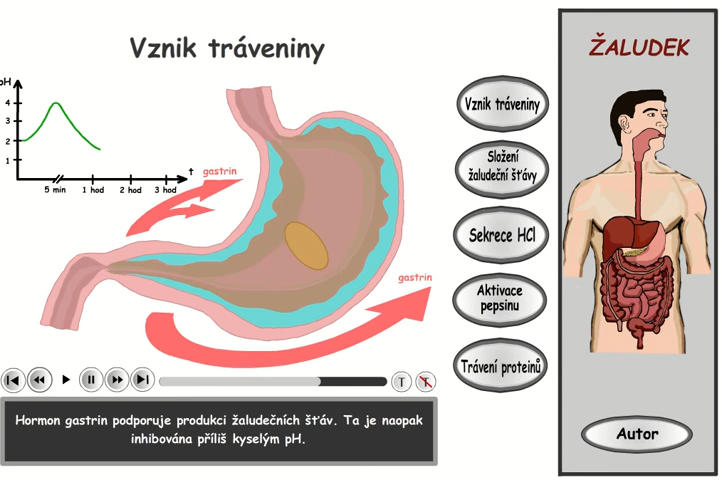 Vznik tráveniny
pH
4
3
2
1
5 min
1 hod
2 hod
3 hod
t
gastrin
gastrin
Vznik tráveniny
Složení
žaludeční šťávy
Sekrece HCl
Aktivace
pepsinu
Trávení proteinů
ŽALUDEK
Autor
T
T
Hormon gastrin podporuje produkci žaludečních šťáv. Ta je naopak
inhibována příliš kyselým pH.